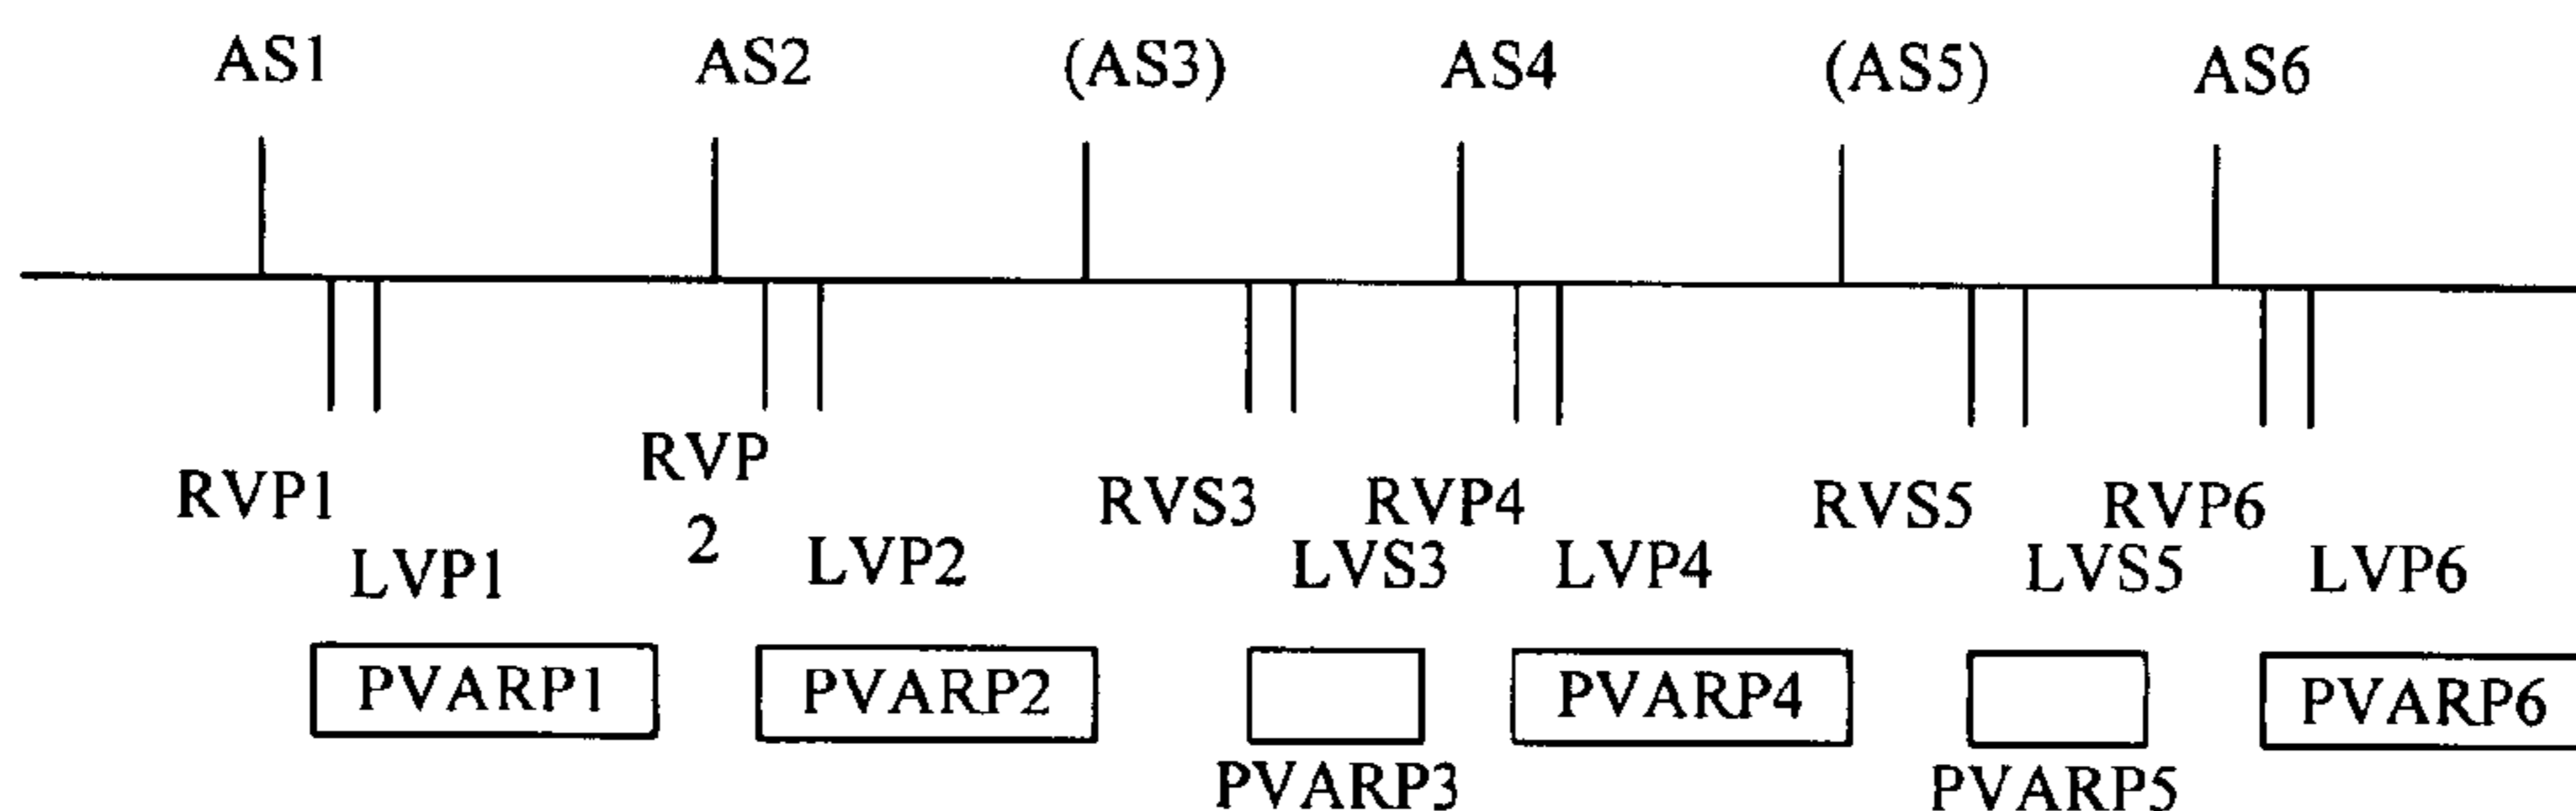 AS1 AS2 (AS3) AS4 (AS5) AS6
RVP
2
RVP1 RVS3 RVP4 RVS5 RVP6
LVP1 LVP2 LVS3 LVP4 LVS5 LVP6
PVARP1 PVARP2 PVARP4 PVARP6
PVARP3 PVARP5